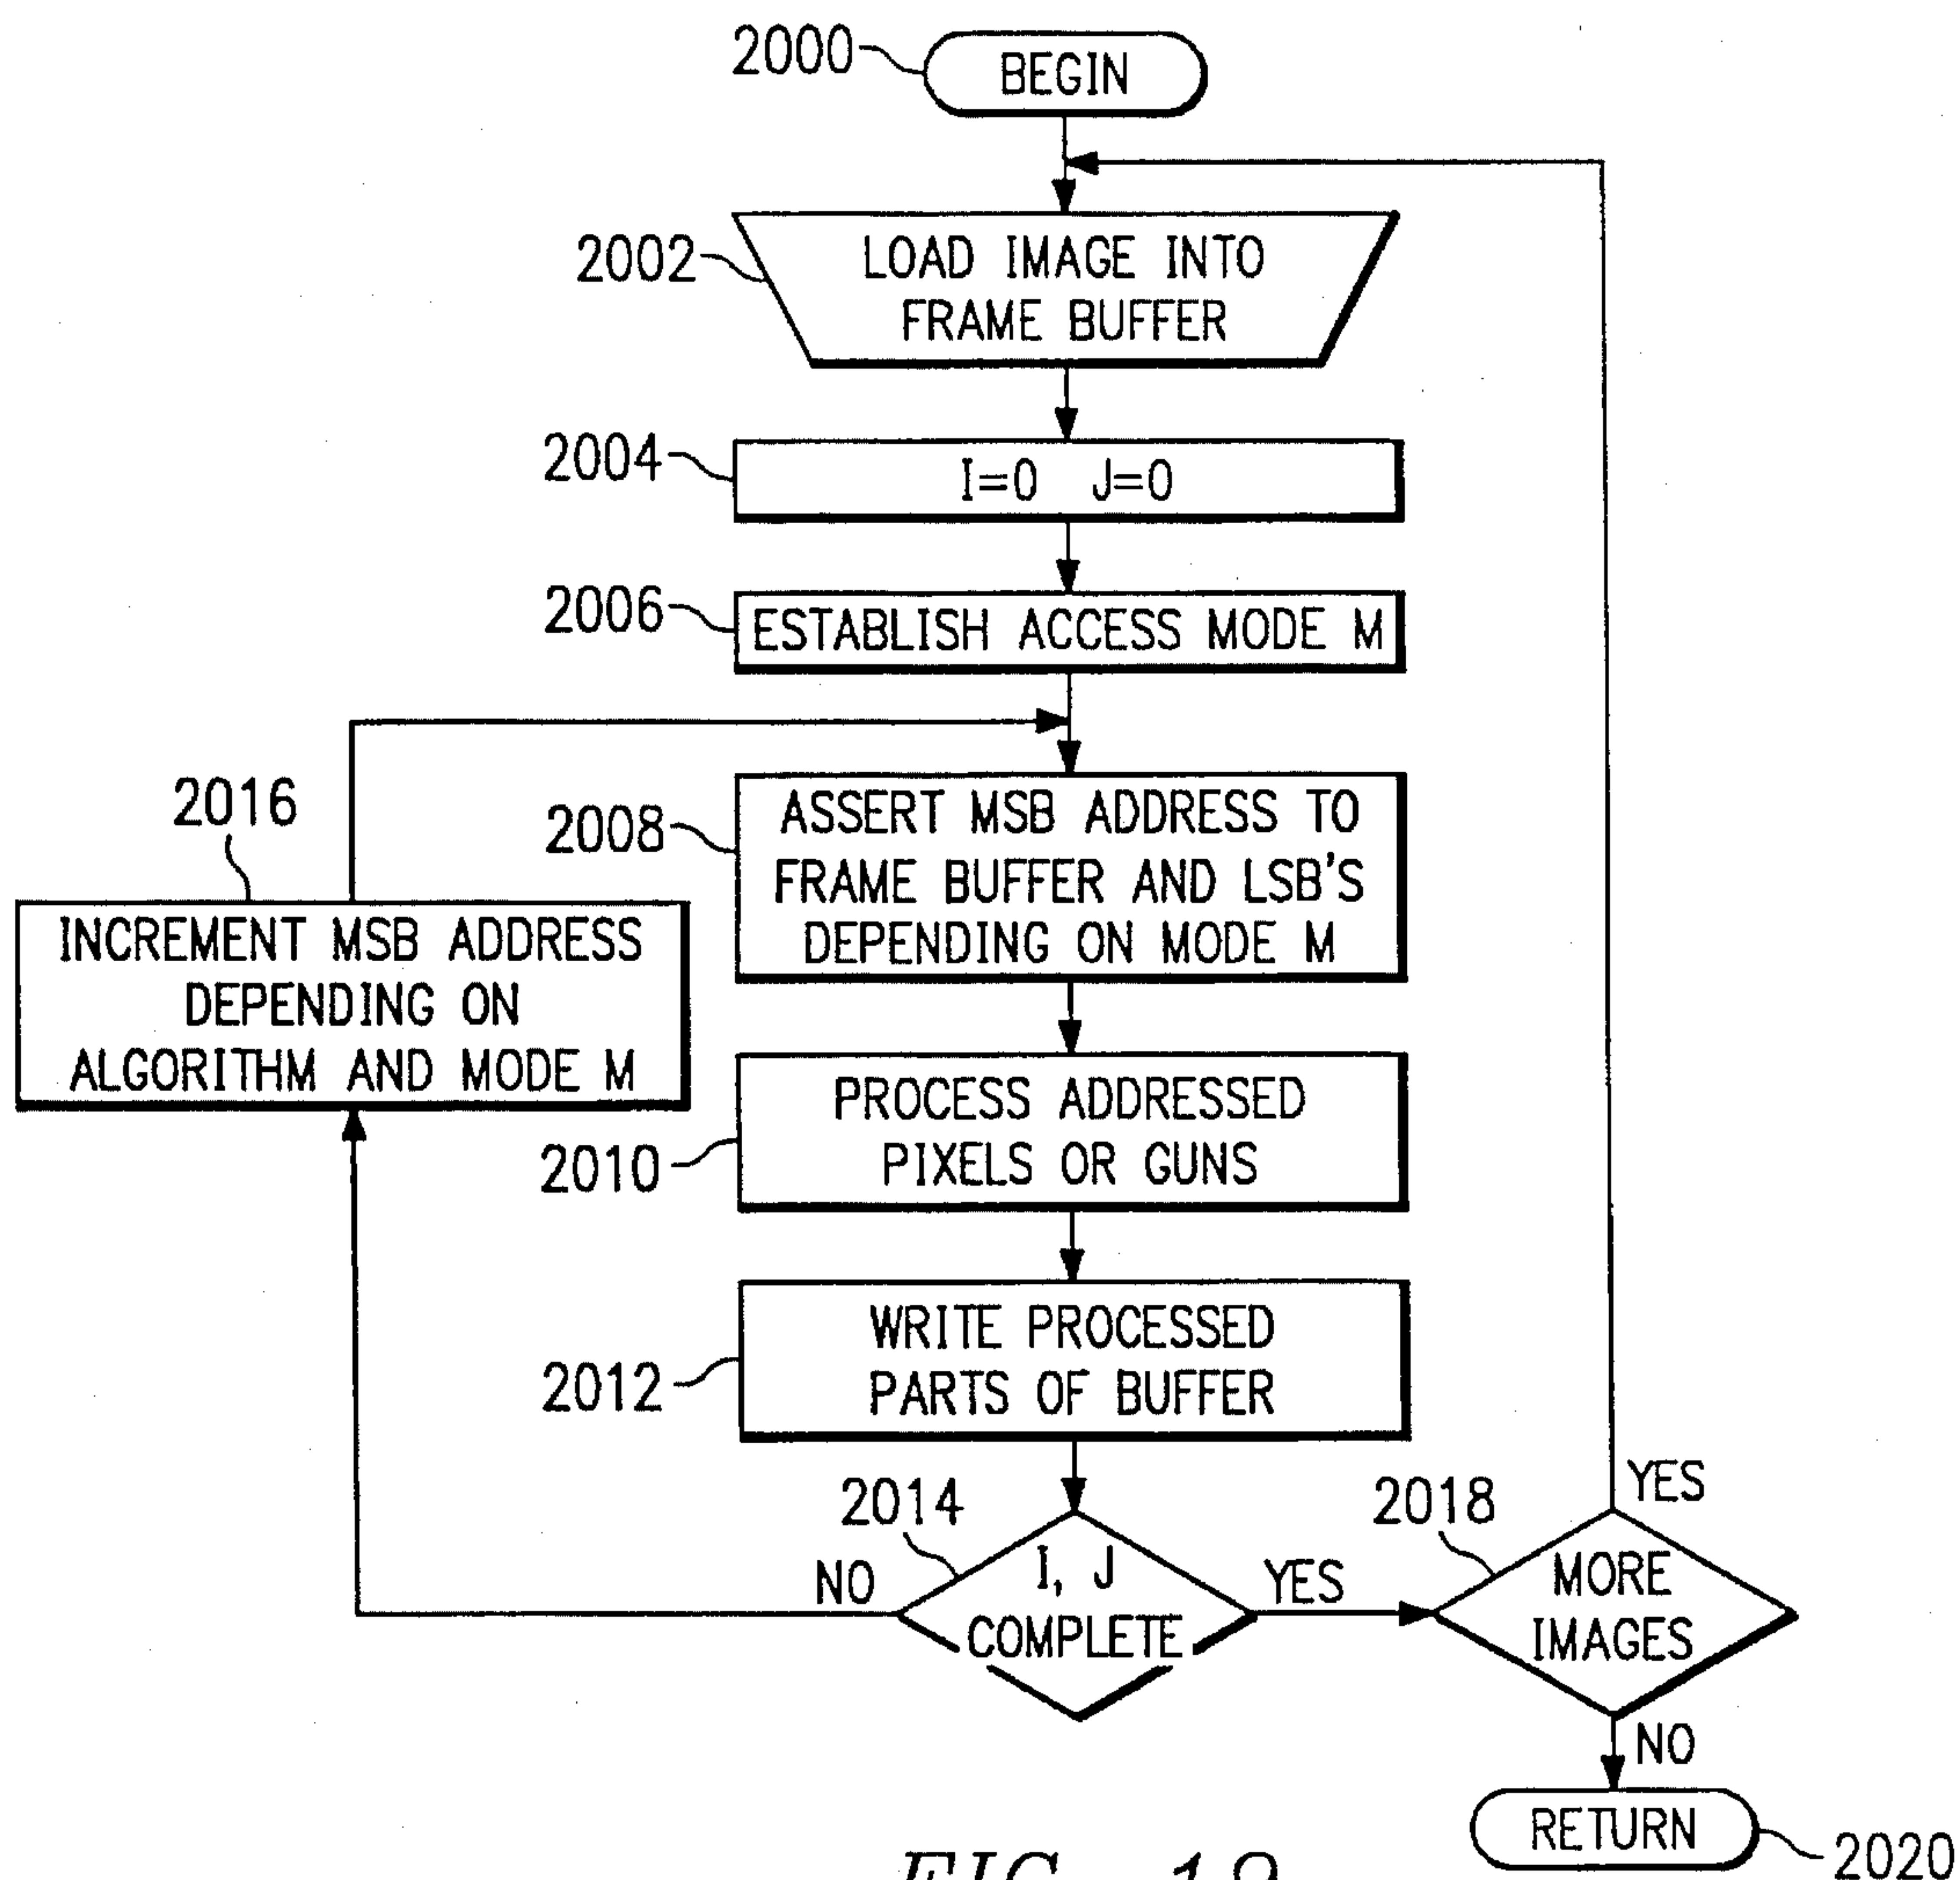 2000
BEGIN
2002
LOAD IMAGE INTO
FRAME BUFFER
2004
I=0 J=0
2006
ESTABLISH ACCESS MODE M
2008
ASSERT MSB ADDRESS TO
FRAME BUFFER AND LSB'S
DEPENDING ON MODE M
2016
INCREMENT MSB ADDRESS
DEPENDING ON
ALGORITHM AND MODE M
2010
PROCESS ADDRESSED
PIXELS OR GUNS
2012
WRITE PROCESSED
PARTS OF BUFFER
2014
I, J
COMPLETE
NO
YES
2018
MORE
IMAGES
YES
NO
RETURN
2020